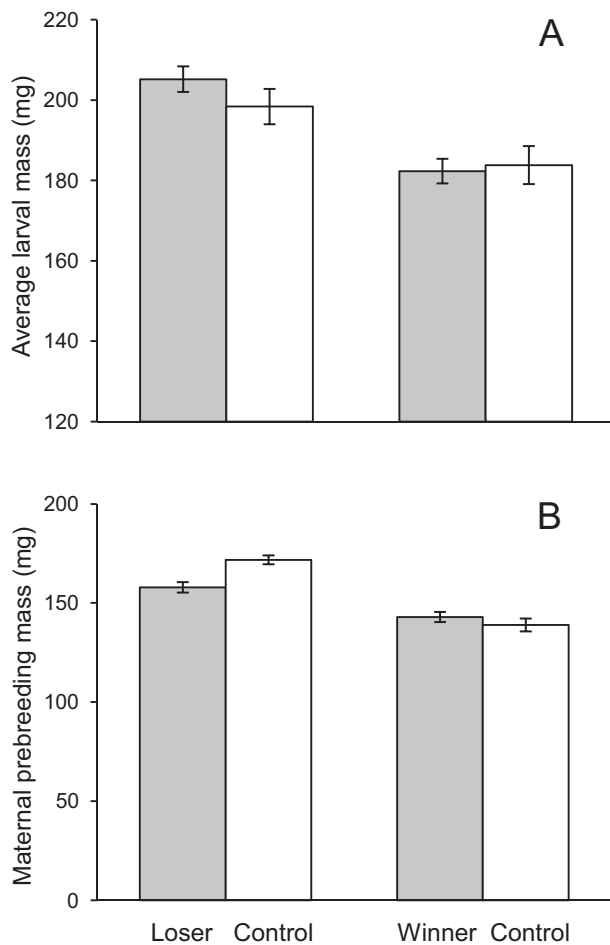 A
Average larval mass (mg)
220
200
180
160
140
120
B
Maternal prebreeding mass (mg)
200
150
100
50
0
Loser Control Winner Control